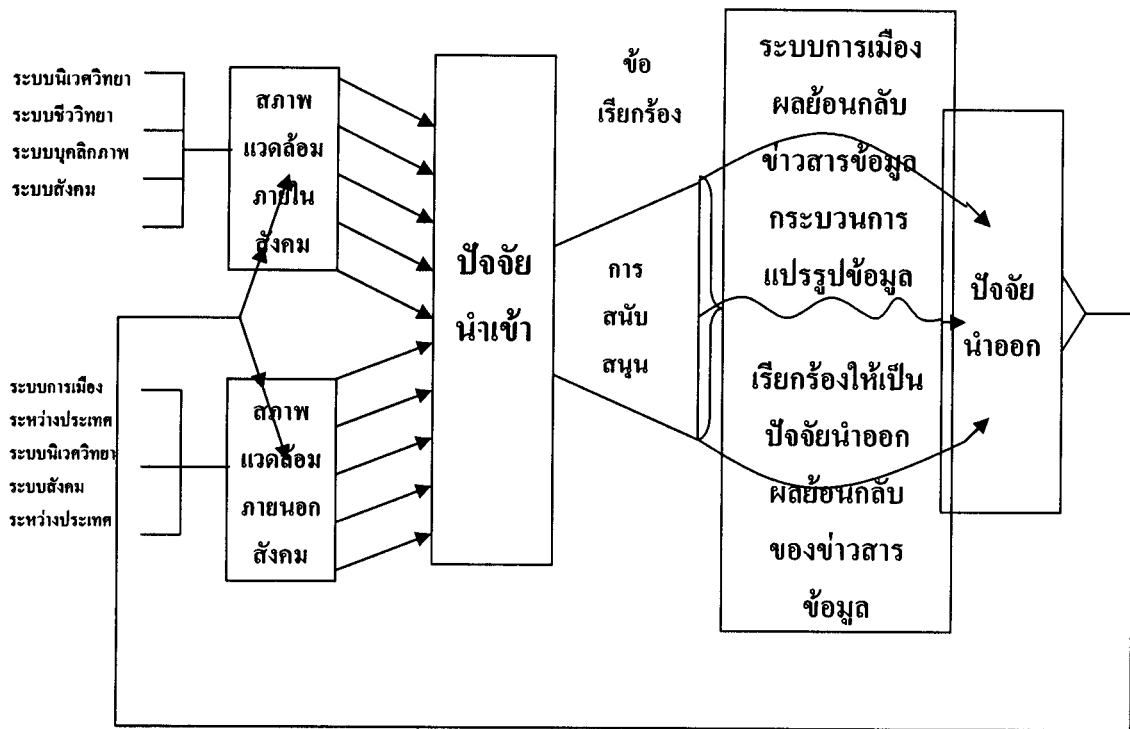 ระบบนิเวศวิทยา
ระบบชีววิทยา
ระบบบุคลิกภาพ
ระบบสังคม
สภาพ
แวดล้อม
ภายใน
สังคม
ระบบการเมือง
ระหว่างประเทศ
ระบบนิเวศวิทยา
ระบบสังคม
ระหว่างประเทศ
สภาพ
แวดล้อม
ภายนอก
สังคม
ปัจจัย
นำเข้า
ข้อ
เรียกร้อง
การ
สนับ
สนุน
ระบบการเมือง
ผลย้อนกลับ
ข่าวสารข้อมูล
กระบวนการ
แปรรูปข้อมูล
เรียกร้องให้เป็น
ปัจจัยนำออก
ผลย้อนกลับ
ของข่าวสาร
ข้อมูล
ปัจจัย
นำออก